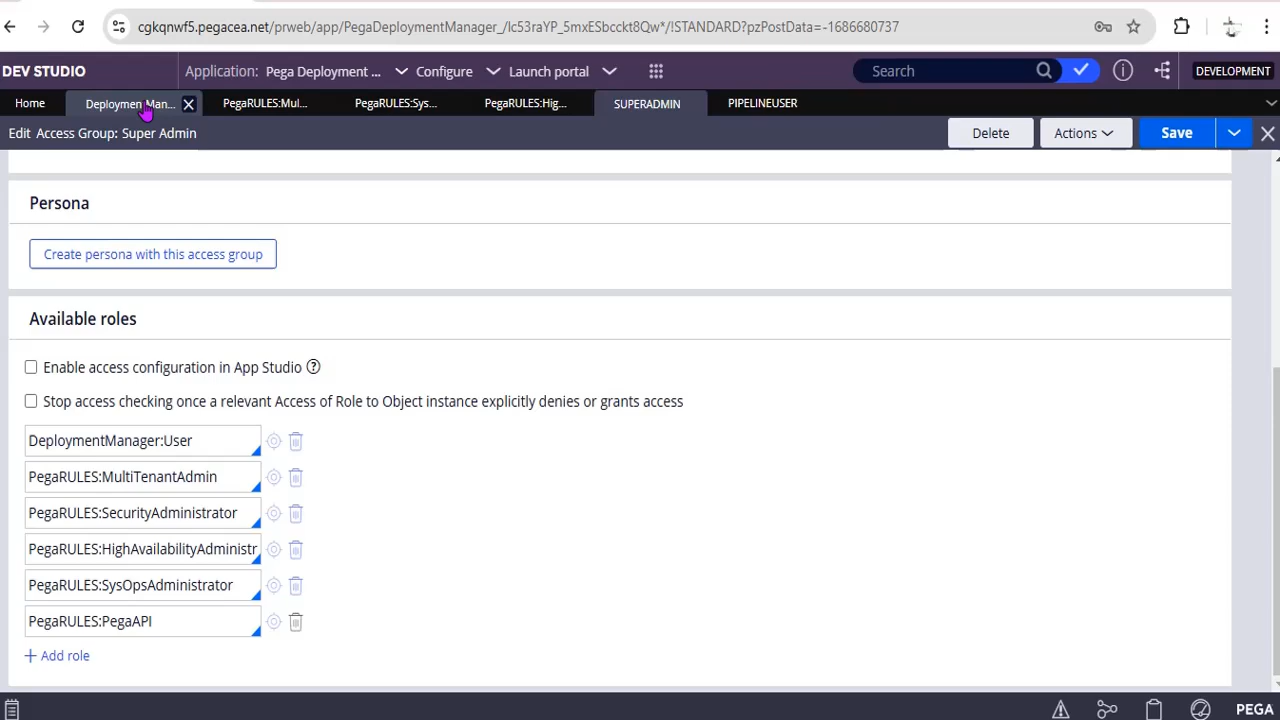 cgkqnwf5.pegacea.net/prweb/app/PegaDeploymentManager_/lc53raYP_5mxESbcckt8Qw*/!STANDARD?pzPostData=-1686680737
DEV STUDIO
Application: Pega Deployment ...
Configure
Launch portal
Search
DEVELOPMENT
Home
DeploymenMan...
PegaRULES:Mul...
PegaRULES:Sys...
PegaRULES:Hig...
SUPERADMIN
PIPELINEUSER
Edit Access Group: Super Admin
Delete
Actions
Save
Persona
Create persona with this access group
Available roles
Enable access configuration in App Studio
Stop access checking once a relevant Access of Role to Object instance explicitly denies or grants access
DeploymentManager:User
PegaRULES:MultiTenantAdmin
PegaRULES:SecurityAdministrator
PegaRULES:HighAvailabilityAdministr
PegaRULES:SysOpsAdministrator
PegaRULES:PegaAPI
+ Add role
PEGA